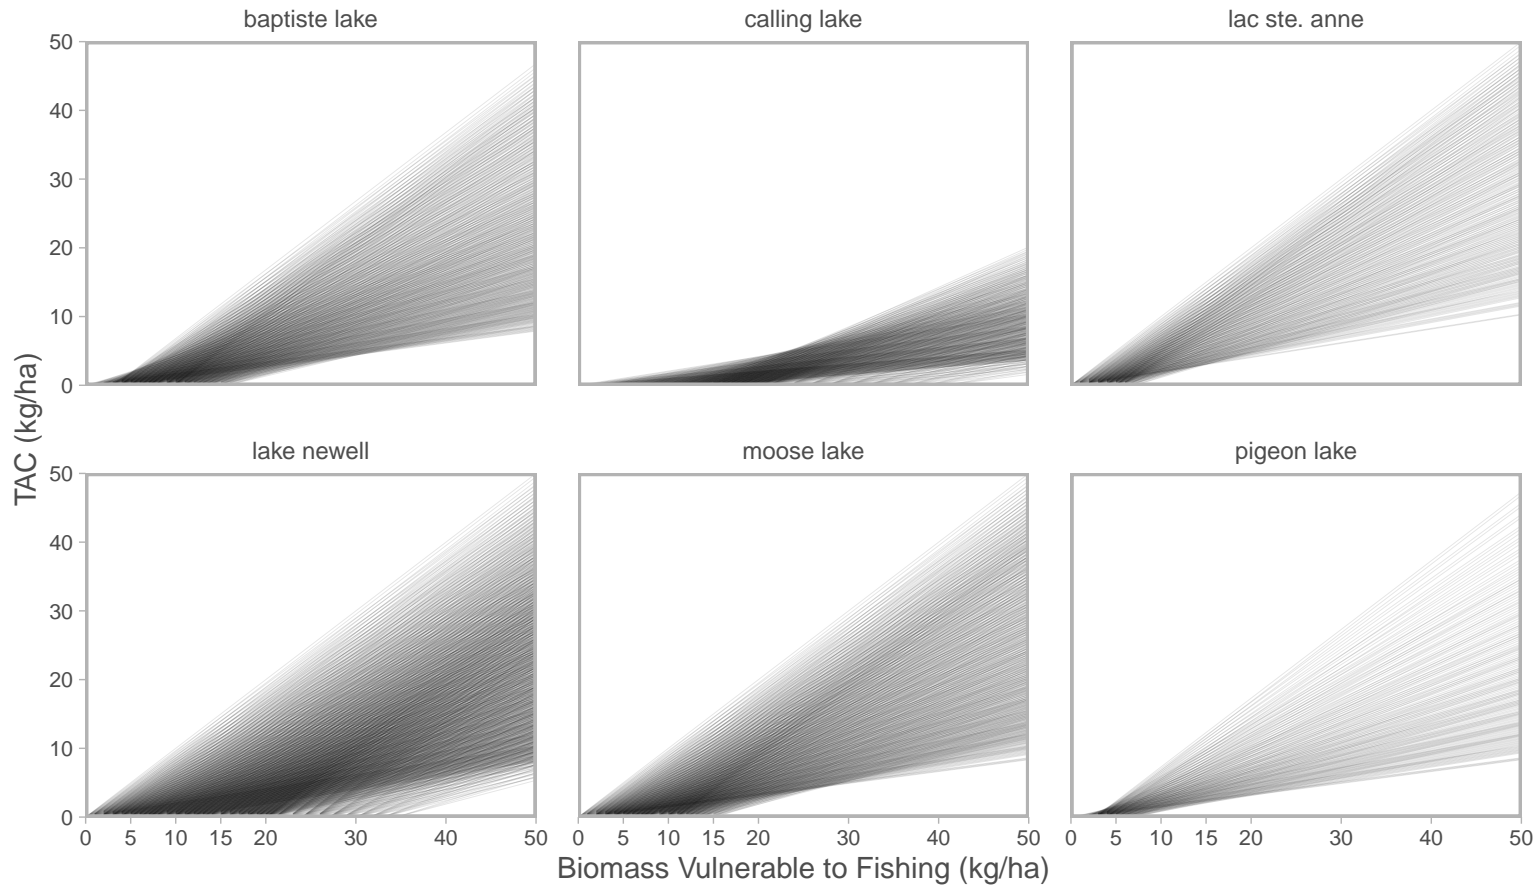 baptiste lake calling lake lac ste. anne
50
40
30
20
10
0
TAC (kg/ha)
lake newell moose lake pigeon lake
50
40
30
20
10
0
0 5 10 15 20 30 40 50 0 5 10 15 20 30 40 50 0 5 10 15 20 30 40 50
Biomass Vulnerable to Fishing (kg/ha)